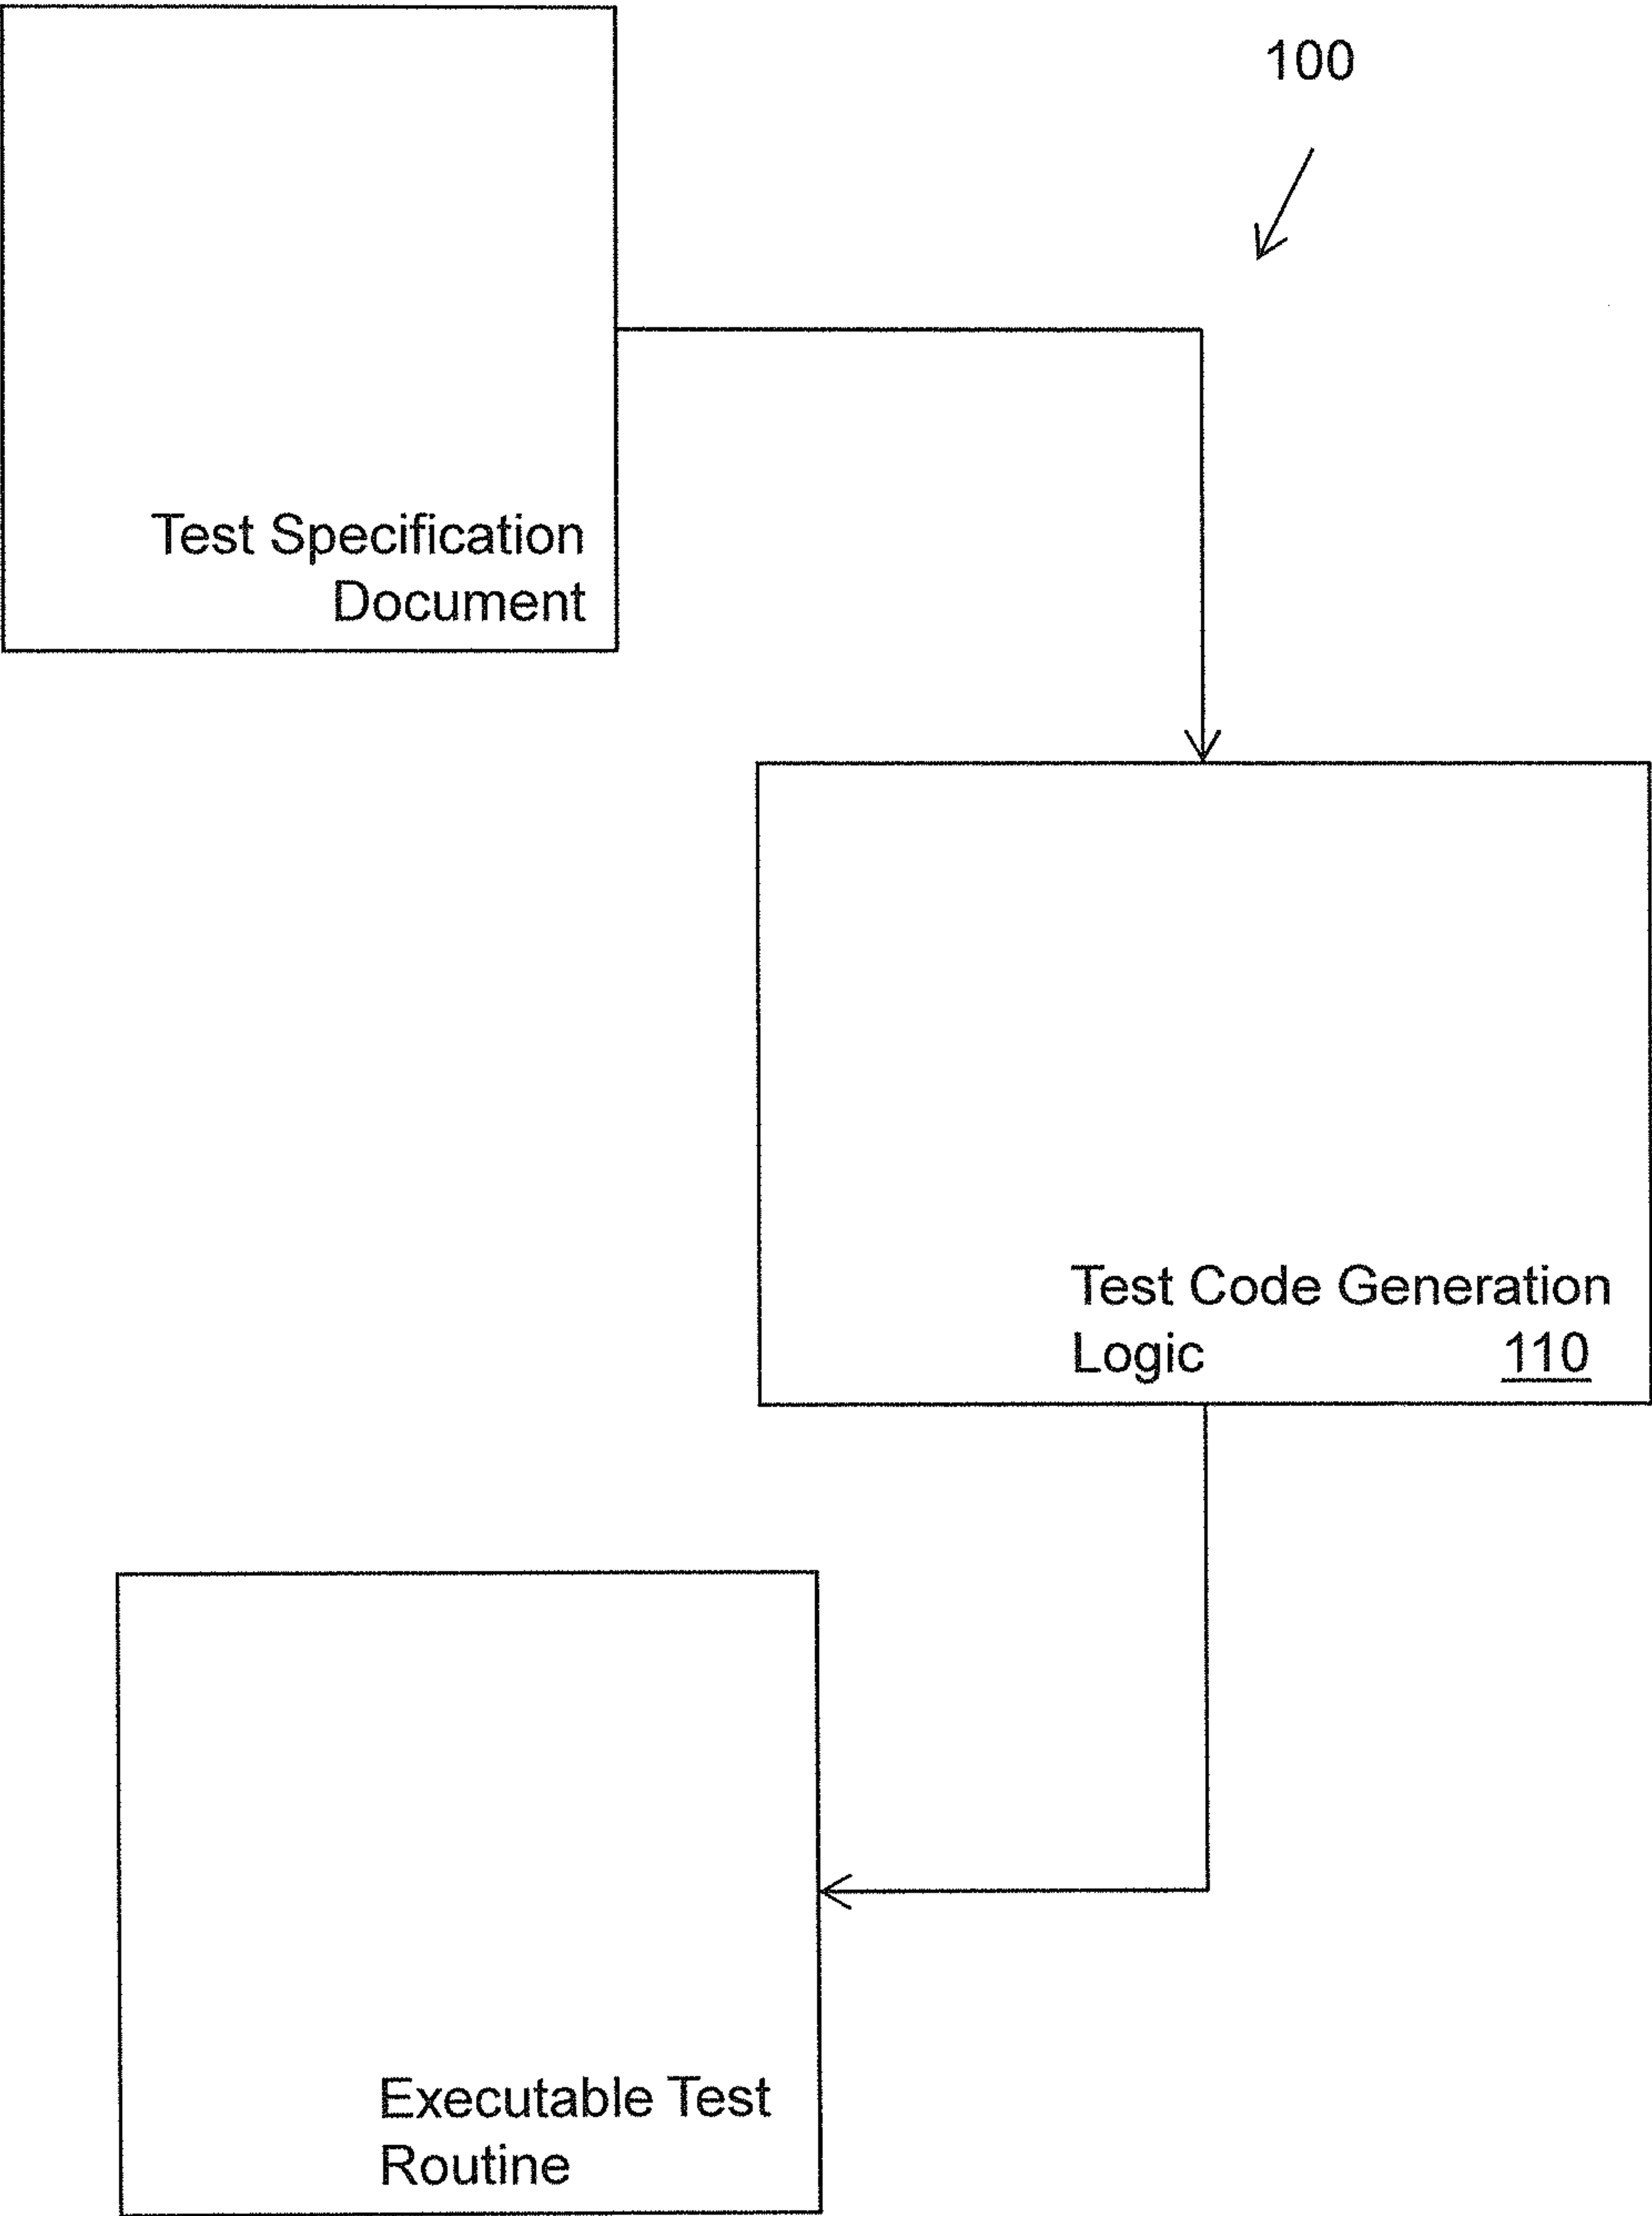 100
Test Specification
Document
Test Code Generation
Logic 110
Executable Test
Routine